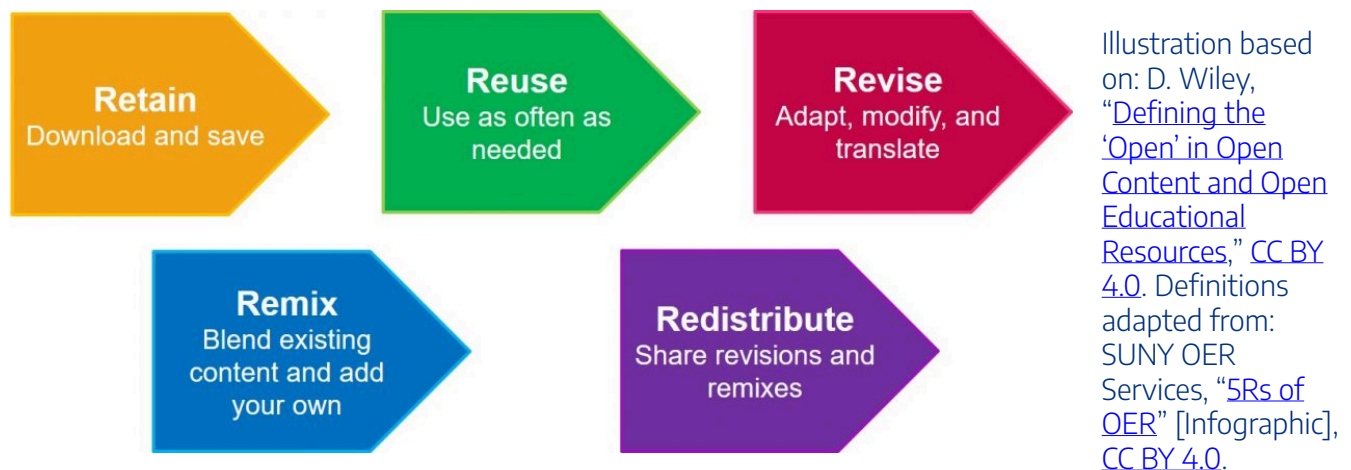 Retain
Download and save
Reuse
Use as often as
needed
Revise
Adapt, modify, and
translate
Remix
Blend existing
content and add
your own
Redistribute
Share revisions and
remixes
Illustration based
on: D. Wiley,
“Defining the
‘Open’ in Open
Content and Open
Educational
Resources,” CC BY
4.0. Definitions
adapted from:
SUNY OER
Services, “5Rs of
OER” [Infographic],
CC BY 4.0.